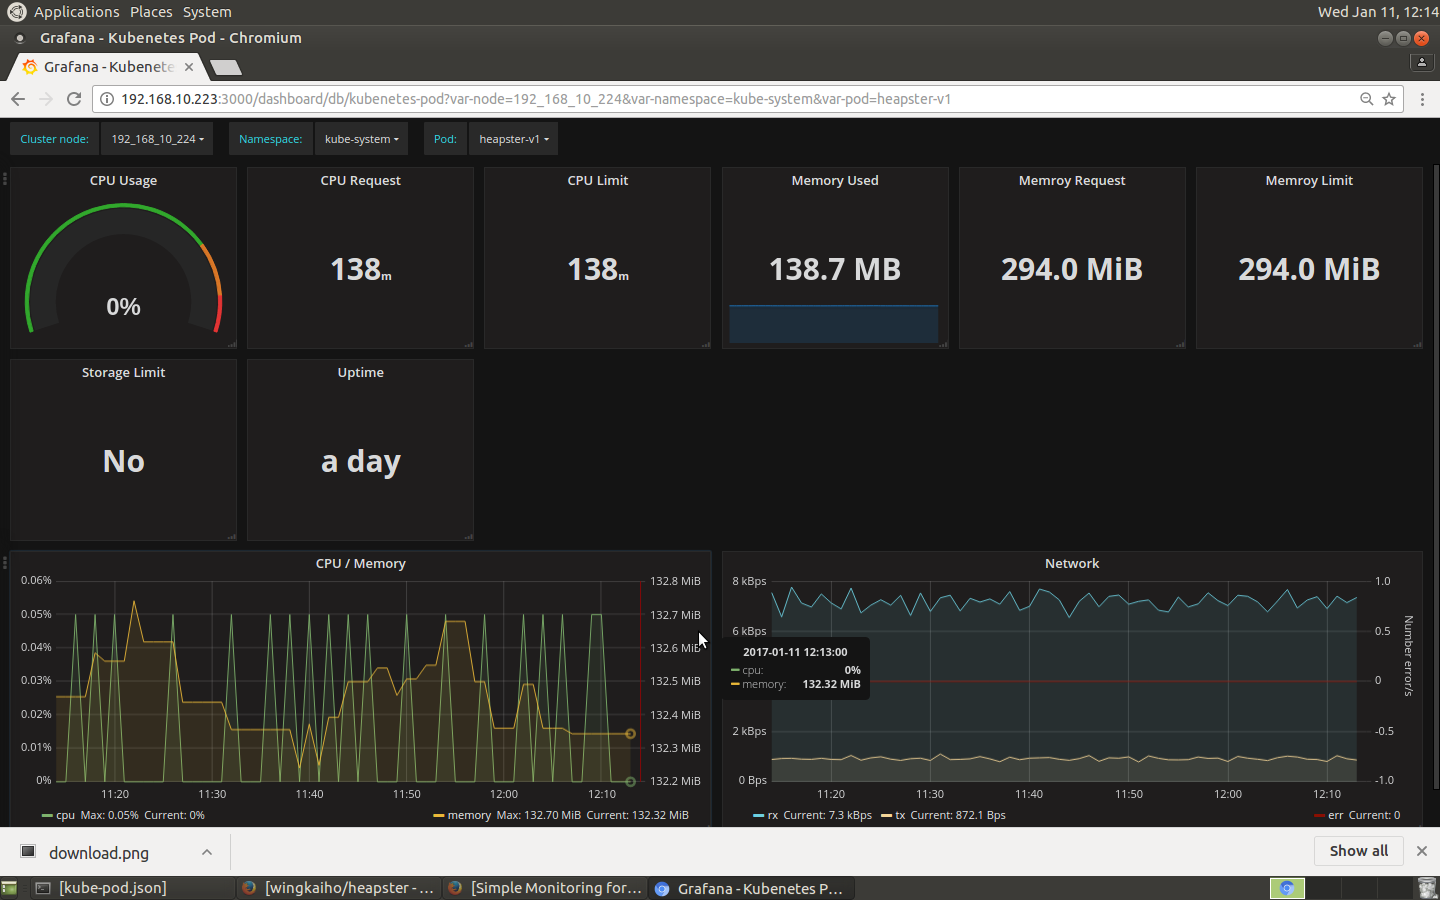 Applications Places System
Wed Jan 11, 12:14
Grafana - Kubenetes Pod - Chromium
Grafana - Kubenete
192.168.10.223:3000/dashboard/db/kubenetes-pod?var-node=192_168_10_224&var-namespace=kube-system&var-pod=heapster-v1
Cluster node: 192_168_10_224 Namespace: kube-system Pod: heapster-v1
CPU Usage
0%
CPU Request
138m
CPU Limit
138m
Memory Used
138.7 MB
Memroy Request
294.0 MiB
Memroy Limit
294.0 MiB
Storage Limit
No
Uptime
a day
CPU / Memory
0.06%
0.05%
0.04%
0.03%
0.02%
0.01%
0%
132.8 MiB
132.7 MiB
132.6 MiB
132.5 MiB
132.4 MiB
132.3 MiB
132.2 MiB
11:20 11:30 11:40 11:50 12:00 12:10
cpu Max: 0.05% Current: 0%
memory Max: 132.70 MiB Current: 132.32 MiB
Network
8 kBps
6 kBps
2 kBps
0 Bps
1.0
0.5
0
-0.5
-1.0
Number error/s
2017-01-11 12:13:00
cpu: 0%
memory: 132.32 MiB
11:20 11:30 11:40 11:50 12:00 12:10
rx Current: 7.3 kBps tx Current: 872.1 Bps
err Current: 0
download.png
Show all
[kube-pod.json]
[wingkaiho/heapster - ...
[Simple Monitoring for...
Grafana - Kubenetes P...